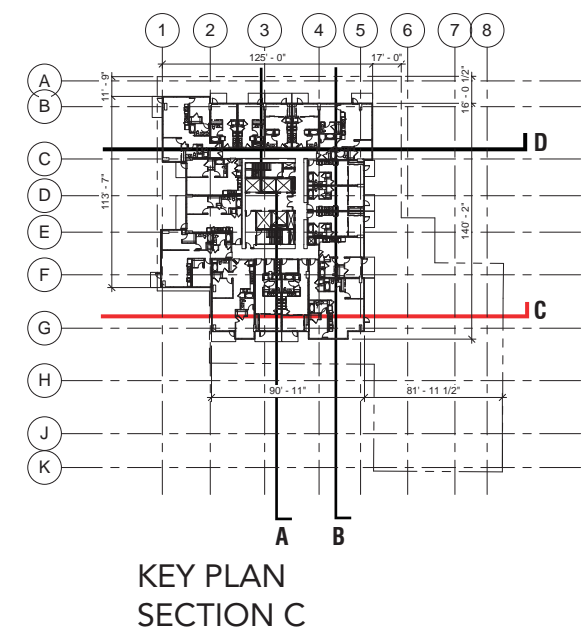 1 2 3 4 5 6 7 8
125' - 0" 17' - 0"
A
11' - 9"
16' - 0 1/2"
B
D
C
D
113' - 7"
140' - 2"
E
F
C
G
H
90' - 11" 81' - 11 1/2"
J
K
A B
KEY PLAN
SECTION C